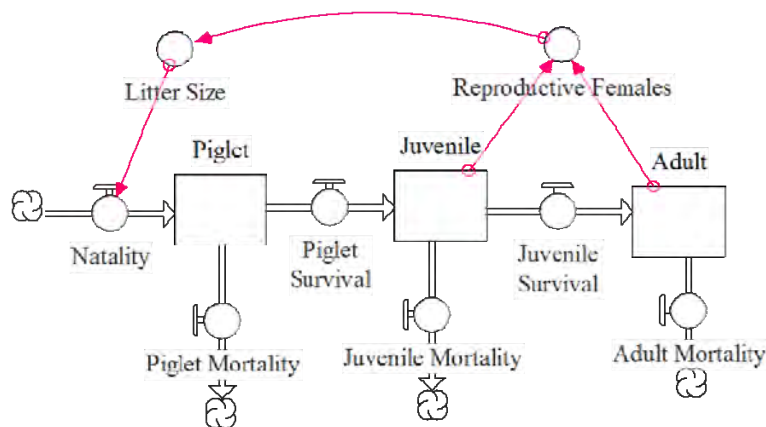 Litter Size
Reproductive Females
Piglet
Juvenile
Adult
Natality
Piglet
Survival
Juvenile
Survival
Piglet Mortality
Juvenile Mortality
Adult Mortality